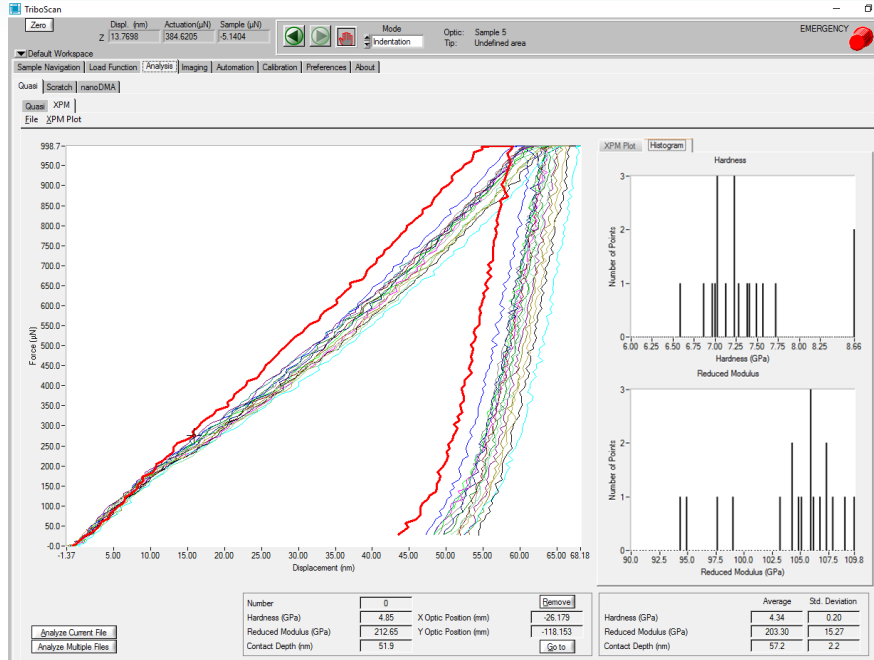 TriboScan
Zero
Displ. (nm) Actuation(µN) Sample (µN)
Z 13.7698 384.6205 -5.1404
Mode
Indentation
Optic: Sample 5
Tip: Undefined area
EMERGENCY
Default Workspace
Sample Navigation Load Function Analysis Imaging Automation Calibration Preferences About
Quasi Scratch nanoDMA
Quasi XPM
File XPM Plot
998.7
950.0
900.0
850.0
800.0
750.0
700.0
650.0
600.0
550.0
500.0
450.0
400.0
350.0
300.0
250.0
200.0
150.0
100.0
50.0
-0.0
Force (µN)
-1.37 5.00 10.00 15.00 20.00 25.00 30.00 35.00 40.00 45.00 50.00 55.00 60.00 65.00 68.18
Displacement (nm)
XPM Plot Histogram
Hardness
3
2
1
0
Number of Points
6.00 6.25 6.50 6.75 7.00 7.25 7.50 7.75 8.00 8.25 8.66
Hardness (GPa)
Reduced Modulus
3
2
1
0
Number of Points
90.0 92.5 95.0 97.5 100.0 102.5 105.0 107.5 109.8
Reduced Modulus (GPa)
Analyze Current File
Analyze Multiple Files
Number 0 Remove
Hardness (GPa) 4.85 X Optic Position (mm) -26.179
Reduced Modulus (GPa) 212.65 Y Optic Position (mm) -118.153
Contact Depth (nm) 51.9 Go to
Average Std. Deviation
Hardness (GPa) 4.34 0.20
Reduced Modulus (GPa) 203.30 15.27
Contact Depth (nm) 57.2 2.2